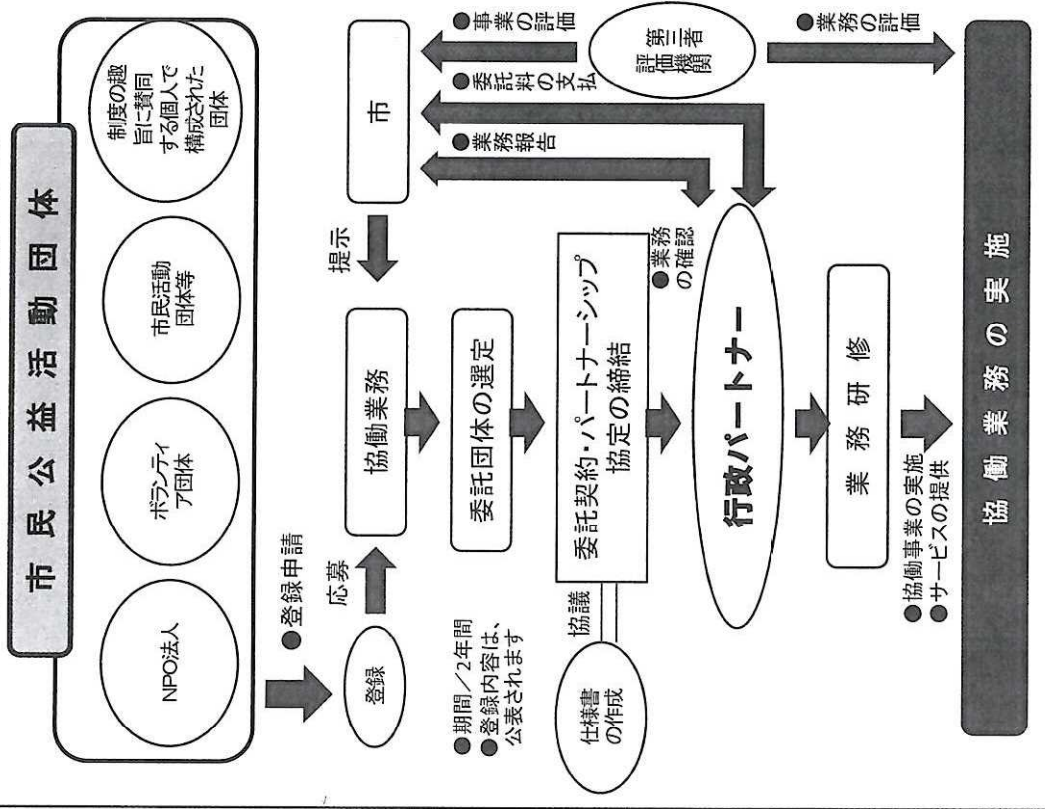 市民公益活動団体
NPO法人
ボランティ
ア団体
市民活動
団体等
制度の趣
旨に賛同
する個人で
構成された
団体
●登録申請
登録
応募
協働業務
提示
市
●期間／2年間
●登録内容は、
公表されます
委託団体の選定
●業務
報告
●委託料
の支払
●事業
の評価
第三者
評価機
関
●業務
の評価
仕様書
の作成
協議
委託契約・パートナーシップ
協定の締結
●業務
の確認
行政パートナー
業務研修
●協働事業の実施
●サービスの提供
協働業務の実施